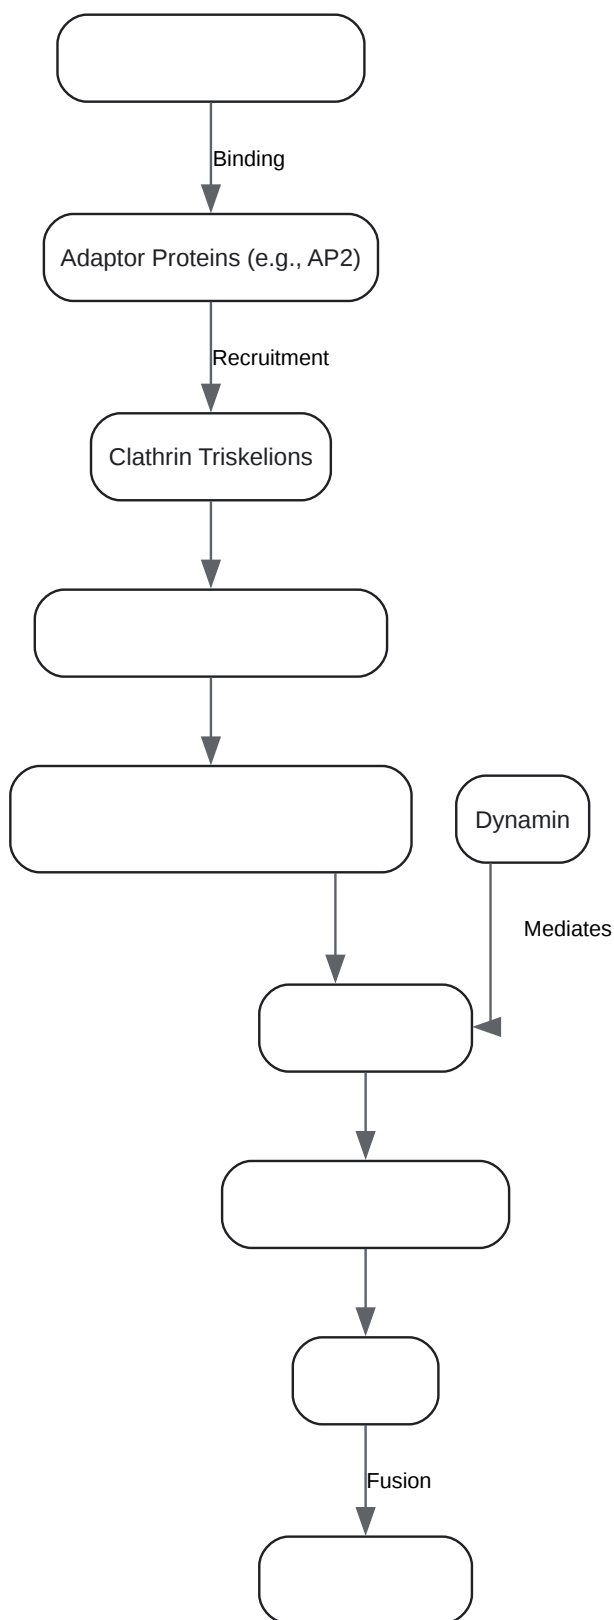 Binding
Adaptor Proteins (e.g., AP2)
Recruitment
Clathrin Triskelions
Dynamin
Mediates
Fusion